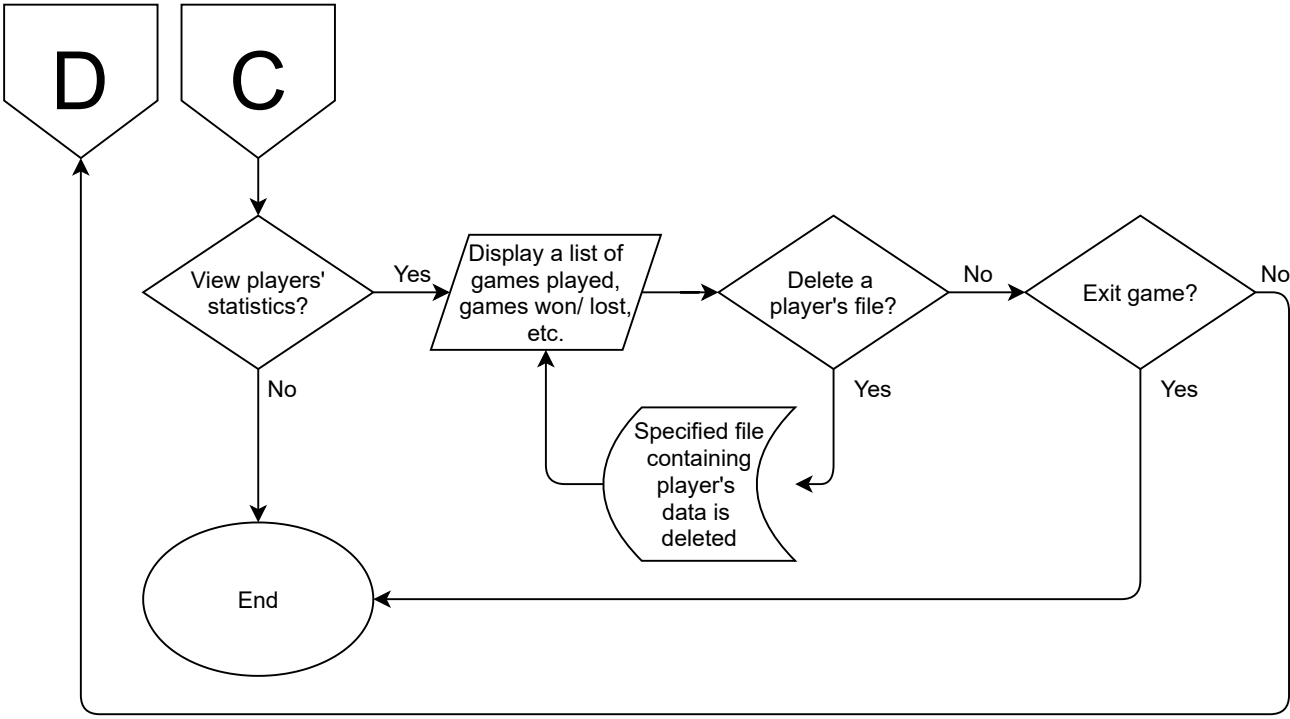 D
C
View players'
statistics?
Yes
Display a list of
games played,
games won/ lost,
etc.
Delete a
player's file?
No
Exit game?
No
No
Yes
Yes
Specified file
containing
player's
data is
deleted
End